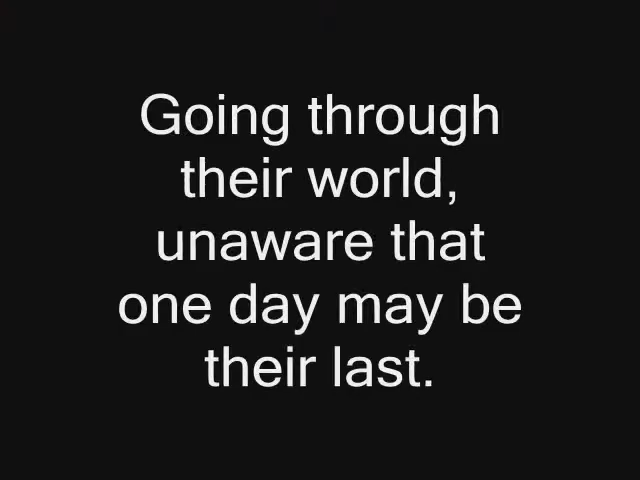 Going through
their world,
unaware that
one day may be
their last.